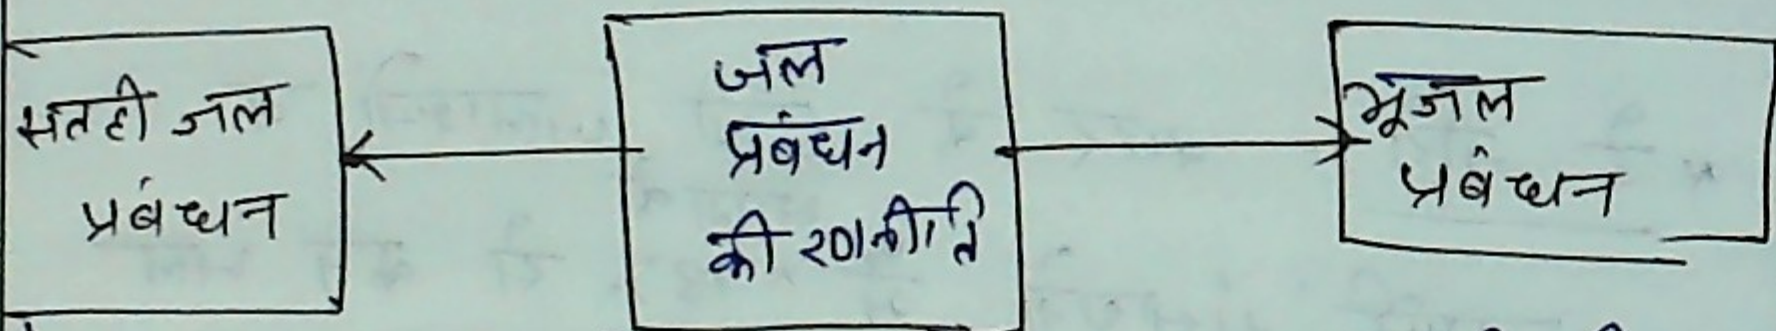 सतही जल
प्रबंधन
जल
प्रबंधन
की रणनीति
भूजल
प्रबंधन